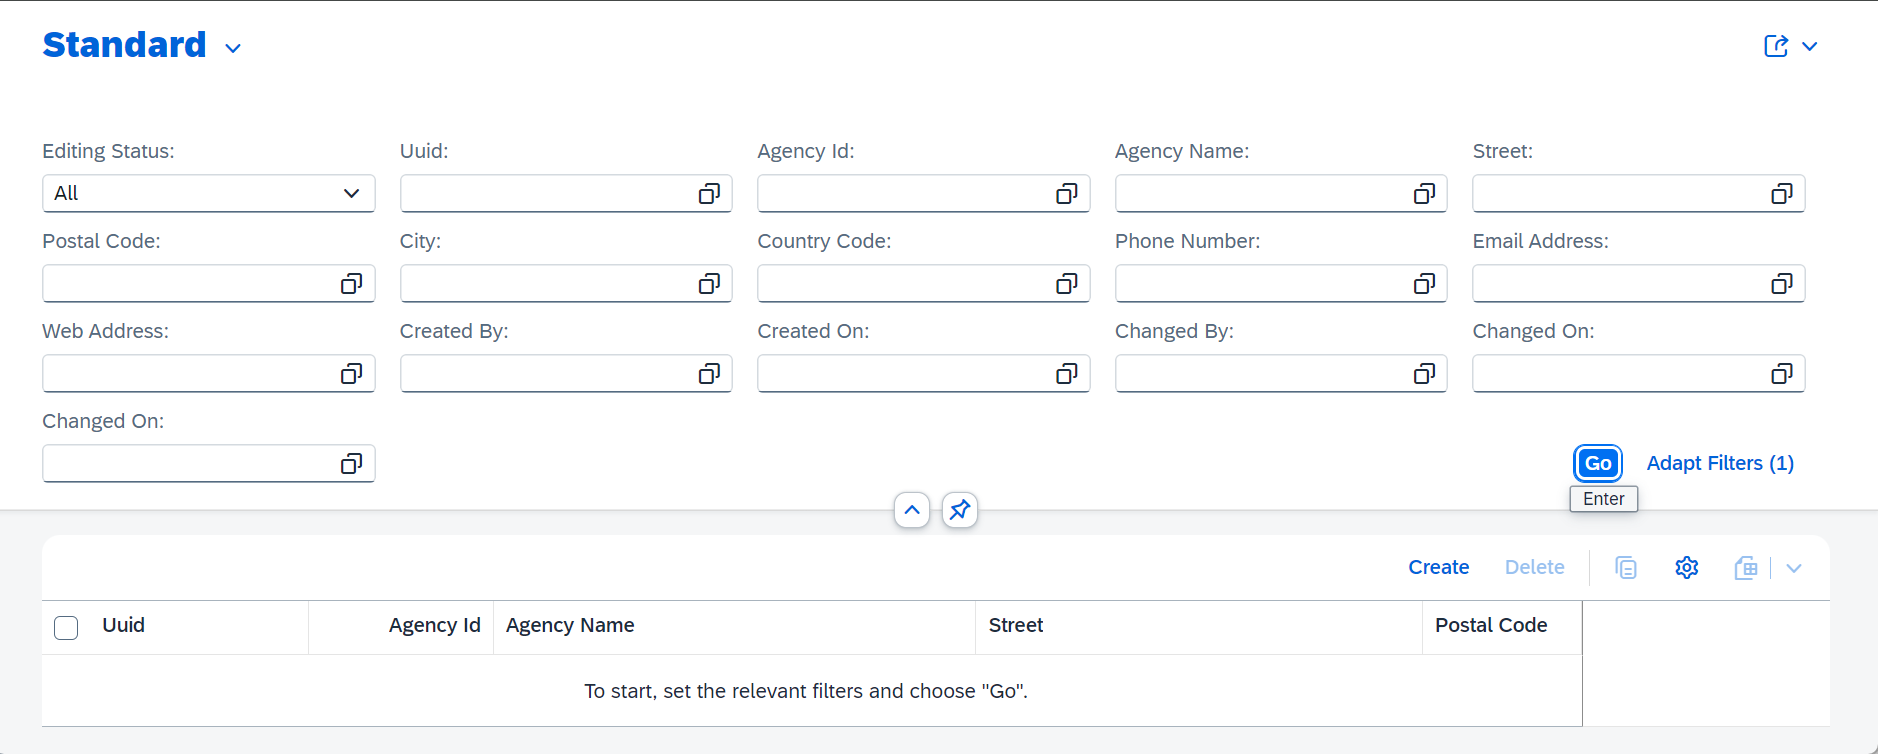 Standard
Editing Status: Uuid: Agency Id: Agency Name: Street:
All
Postal Code: City: Country Code: Phone Number: Email Address:
Web Address: Created By: Created On: Changed By: Changed On:
Changed On:
Go Adapt Filters (1)
Enter
Create Delete
Uuid Agency Id Agency Name Street Postal Code
To start, set the relevant filters and choose "Go".